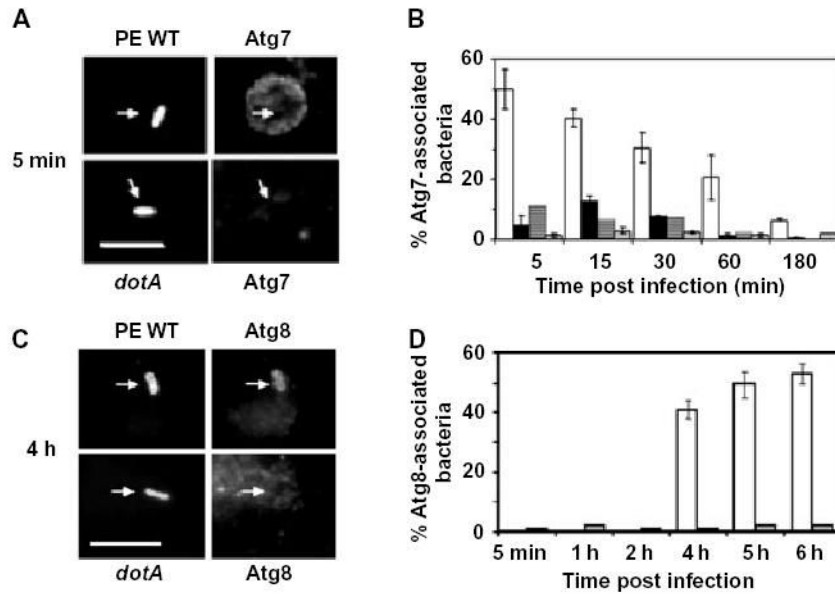 A
PE WT Atg7
5 min
dotA Atg7
B
% Atg7-associated
bacteria
60
40
20
0
5 15 30 60 180
Time post infection (min)
C
PE WT Atg8
4 h
dotA Atg8
D
% Atg8-associated
bacteria
60
40
20
0
5 min 1 h 2 h 4 h 5 h 6 h
Time post infection